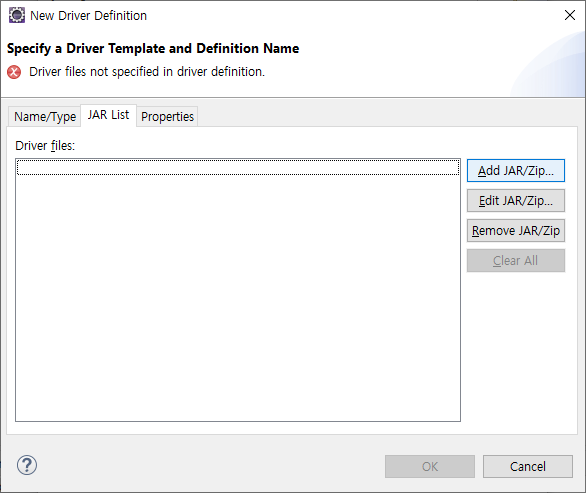 New Driver Definition
Specify a Driver Template and Definition Name
Driver files not specified in driver definition.
Name/Type JAR List Properties
Driver files:
Add JAR/Zip...
Edit JAR/Zip...
Remove JAR/Zip
Clear All
OK Cancel